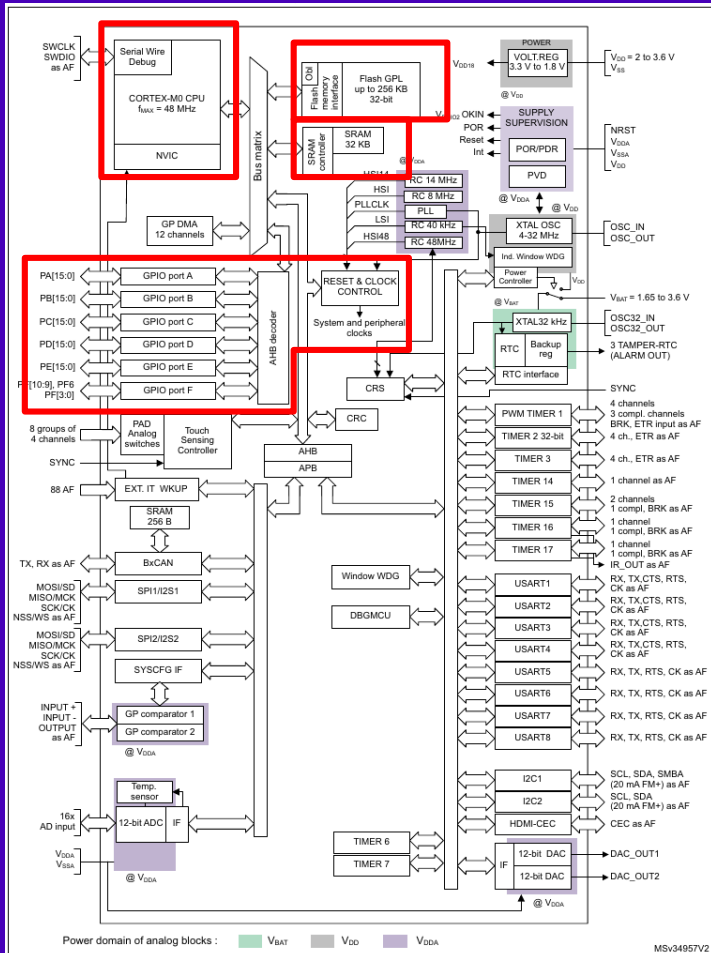 SWCLK
SWDIO
as AF
Serial Wire
Debug
CORTEX-M0 CPU
fMAX = 48 MHz
NVIC
Bus matrix
Obl
Flash
memory
interface
Flash GPL
up to 256 KB
32-bit
SRAM
controller
SRAM
32 KB
VDD18
POWER
VOLT.REG
3.3 V to 1.8 V
VDD = 2 to 3.6 V
VSS
@ VDD
OKIN
POR
Reset
Int
SUPPLY
SUPERVISION
POR/PDR
PVD
NRST
VDDA
VSSA
VDD
@ VDDA
@ VDD
@ VDDA
HSI14
RC 14 MHz
HSI
RC 8 MHz
PLLCLK
PLL
LSI
RC 40 kHz
HSI48
RC 48MHz
XTAL OSC
4-32 MHz
OSC_IN
OSC_OUT
Ind. Window WDG
Power
Controller
VDD
VBAT = 1.65 to 3.6 V
@ VBAT
GP DMA
12 channels
PA[15:0]
GPIO port A
PB[15:0]
GPIO port B
PC[15:0]
GPIO port C
PD[15:0]
GPIO port D
PE[15:0]
GPIO port E
PF[10:9], PF6
PF[3:0]
GPIO port F
AHB decoder
RESET & CLOCK
CONTROL
System and peripheral
clocks
XTAL32 kHz
OSC32_IN
OSC32_OUT
RTC
Backup
reg
RTC interface
3 TAMPER-RTC
(ALARM OUT)
CRS
SYNC
CRC
8 groups of
4 channels
PAD
Analog
switches
Touch
Sensing
Controller
SYNC
AHB
APB
88 AF
EXT. IT WKUP
SRAM
256 B
TX, RX as AF
BxCAN
MOSI/SD
MISO/MCK
SCK/CK
NSS/WS as AF
SPI1/I2S1
MOSI/SD
MISO/MCK
SCK/CK
NSS/WS as AF
SPI2/I2S2
SYSCFG IF
INPUT +
INPUT -
OUTPUT
as AF
GP comparator 1
GP comparator 2
@ VDDA
Temp.
sensor
16x
AD input
12-bit ADC
IF
VDDA
VSSA
@ VDDA
Window WDG
DBGMCU
TIMER 6
TIMER 7
PWM TIMER 1
4 channels
3 compl. channels
BRK, ETR input as AF
TIMER 2 32-bit
4 ch., ETR as AF
TIMER 3
4 ch., ETR as AF
TIMER 14
1 channel as AF
TIMER 15
2 channels
1 compl, BRK as AF
TIMER 16
1 channel
1 compl, BRK as AF
TIMER 17
1 channel
1 compl, BRK as AF
IR_OUT as AF
USART1
RX, TX,CTS, RTS,
CK as AF
USART2
RX, TX,CTS, RTS,
CK as AF
USART3
RX, TX,CTS, RTS,
CK as AF
USART4
RX, TX,CTS, RTS,
CK as AF
USART5
RX, TX, RTS, CK as AF
USART6
RX, TX, RTS, CK as AF
USART7
RX, TX, RTS, CK as AF
USART8
RX, TX, RTS, CK as AF
I2C1
SCL, SDA, SMBA
(20 mA FM+) as AF
I2C2
SCL, SDA
(20 mA FM+) as AF
HDMI-CEC
CEC as AF
IF
12-bit DAC
DAC_OUT1
12-bit DAC
DAC_OUT2
@ VDDA
Power domain of analog blocks :
VBAT
VDD
VDDA
MSv34957V2